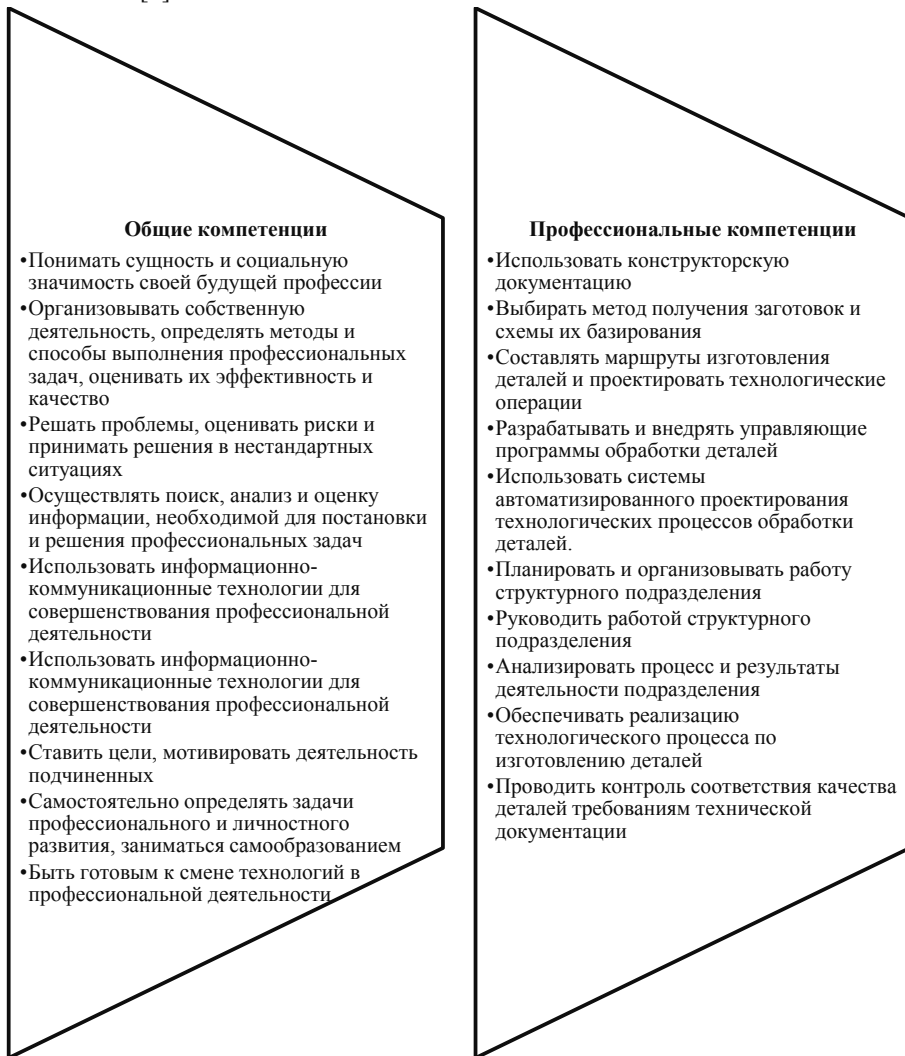 Общие компетенции
•Понимать сущность и социальную
значимость своей будущей профессии
•Организовывать собственную
деятельность, определять методы и
способы выполнения профессиональных
задач, оценивать их эффективность и
качество
•Решать проблемы, оценивать риски и
принимать решения в нестандартных
ситуациях
•Осуществлять поиск, анализ и оценку
информации, необходимой для постановки
и решения профессиональных задач
•Использовать информационно-
коммуникационные технологии для
совершенствования профессиональной
деятельности
•Использовать информационно-
коммуникационные технологии для
совершенствования профессиональной
деятельности
•Ставить цели, мотивировать деятельность
подчиненных
•Самостоятельно определять задачи
профессионального и личностного
развития, заниматься самообразованием
•Быть готовым к смене технологий в
профессиональной деятельности
Профессиональные компетенции
•Использовать конструкторскую
документацию
•Выбирать метод получения заготовок и
схемы их базирования
•Составлять маршруты изготовления
деталей и проектировать технологические
операции
•Разрабатывать и внедрять управляющие
программы обработки деталей
•Использовать системы
автоматизированного проектирования
технологических процессов обработки
деталей.
•Планировать и организовывать работу
структурного подразделения
•Руководить работой структурного
подразделения
•Анализировать процесс и результаты
деятельности подразделения
•Обеспечивать реализацию
технологического процесса по
изготовлению деталей
•Проводить контроль соответствия качества
деталей требованиям технической
документации